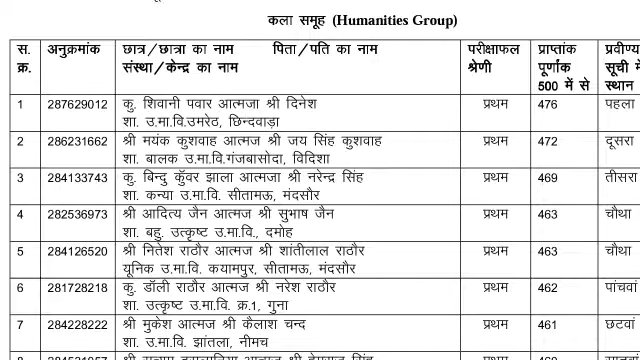 कला समूह (Humanities Group)
स. अनुक्रमांक छात्र/छात्रा का नाम पिता/पति का नाम परीक्षाफल प्राप्तांक प्रवीण्य
क्र. संस्था/केन्द्र का नाम श्रेणी पूर्णांक सूची में
500 में से स्थान
1 287629012 कु. शिवानी पवार आत्मजा श्री दिनेश प्रथम 476 पहला
शा. उ.मा.वि.उमरेठ, छिन्दवाड़ा
2 286231662 श्री मयंक कुशवाह आत्मज श्री जय सिंह कुशवाह प्रथम 472 दूसरा
शा. बालक उ.मा.वि.गंजबासोदा, विदिशा
3 284133743 कु. बिन्दु कुँवर झाला आत्माजा श्री नरेन्द्र सिंह प्रथम 469 तीसरा
शा. कन्या उ.मा.वि. सीतामऊ, मंदसौर
4 282536973 श्री आदित्य जैन आत्मज श्री सुभाष जैन प्रथम 463 चौथा
शा. बहु. उत्कृष्ट उ.मा.वि., दमोह
5 284126520 श्री नितेश राठौर आत्मज श्री शांतीलाल राठौर प्रथम 463 चौथा
यूनिक उ.मा.वि. कयामपुर, सीतामऊ, मंदसौर
6 281728218 कु. डॉली राठौर आत्मज श्री नरेश राठौर प्रथम 462 पांचवां
शा. उत्कृष्ट उ.मा.वि. क्र.1, गुना
7 284228222 श्री मुकेश आत्मज श्री कैलाश चन्द प्रथम 461 छटवां
शा. उ.मा.वि. झांतला, नीमच